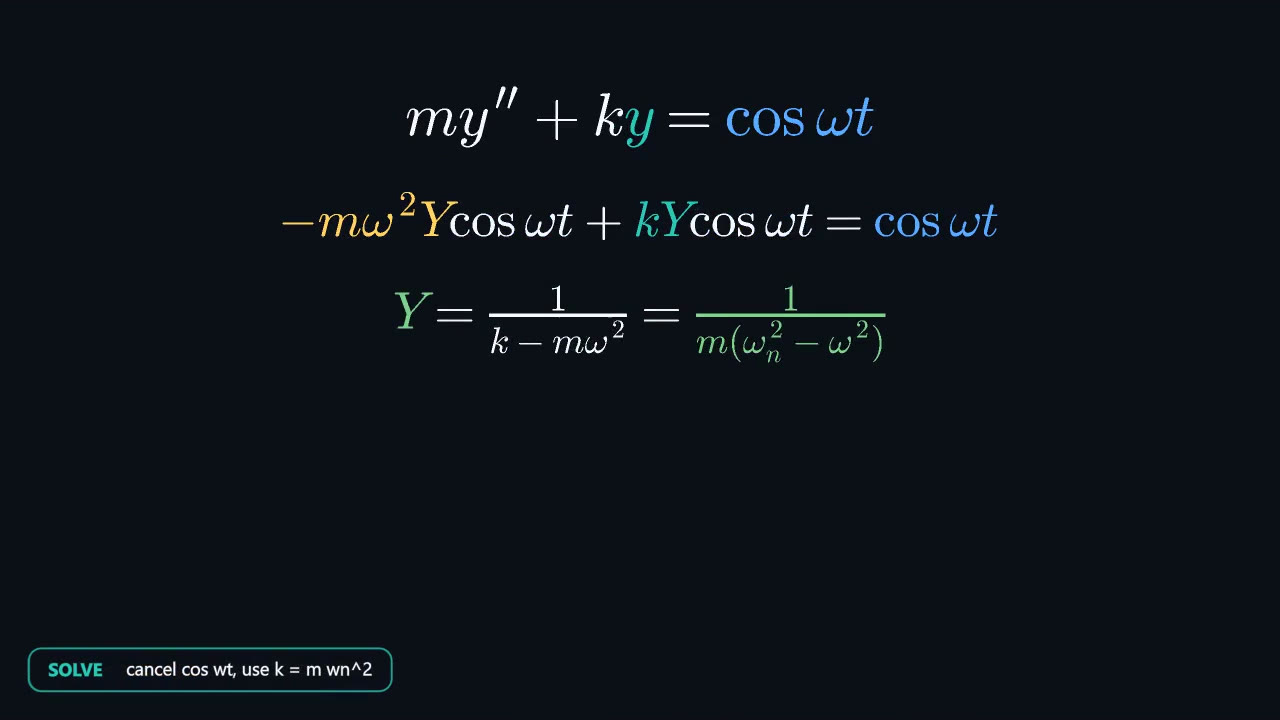 my″ + ky = cos ωt
−mω²Y cos ωt + kY cos ωt = cos ωt
Y = 1/(k − mω²) = 1/(m(ωₙ² − ω²))
SOLVE cancel cos wt, use k = m wn^2